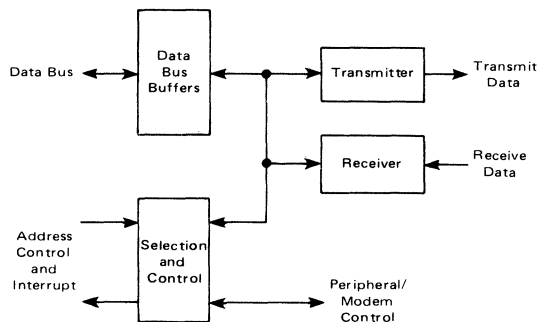 Data Bus
Data
Bus
Buffers
Transmitter
Transmit
Data
Receiver
Receive
Data
Address
Control
and
Interrupt
Selection
and
Control
Peripheral/
Modem
Control